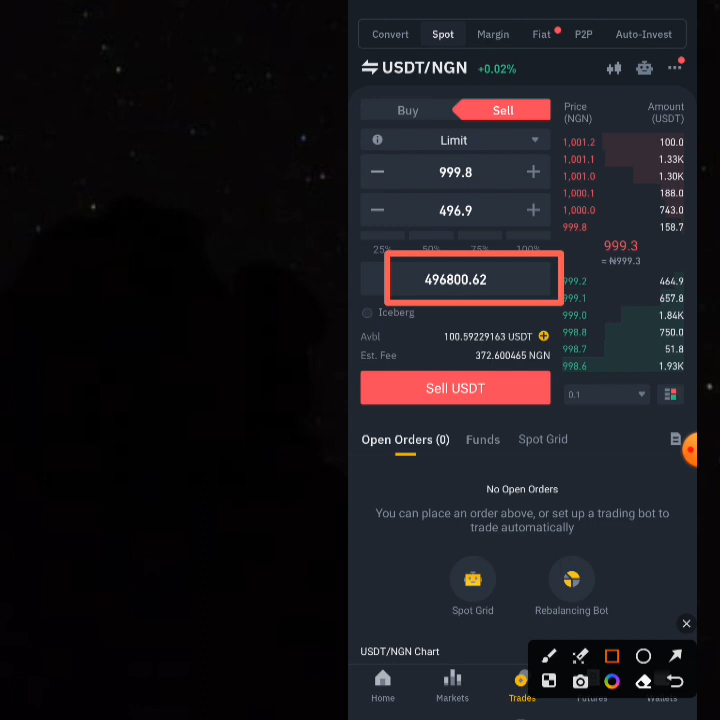 Convert Spot Margin Fiat P2P Auto-Invest
USDT/NGN +0.02%
Buy Sell
Limit
999.8
496.9
25% 50% 75% 100%
496800.62
Iceberg
Avbl 100.59229163 USDT
Est. Fee 372.600465 NGN
Sell USDT
Price (NGN) Amount (USDT)
1,001.2 100.0
1,001.1 1.33K
1,001.0 1.30K
1,000.1 188.0
1,000.0 743.0
999.8 158.7
999.3
≈ ₦999.3
999.2 464.9
999.1 657.8
999.0 1.84K
998.8 750.0
998.7 51.8
998.6 1.93K
0.1
Open Orders (0) Funds Spot Grid
No Open Orders
You can place an order above, or set up a trading bot to
trade automatically
Spot Grid Rebalancing Bot
USDT/NGN Chart
Home Markets Trades Futures Wallets